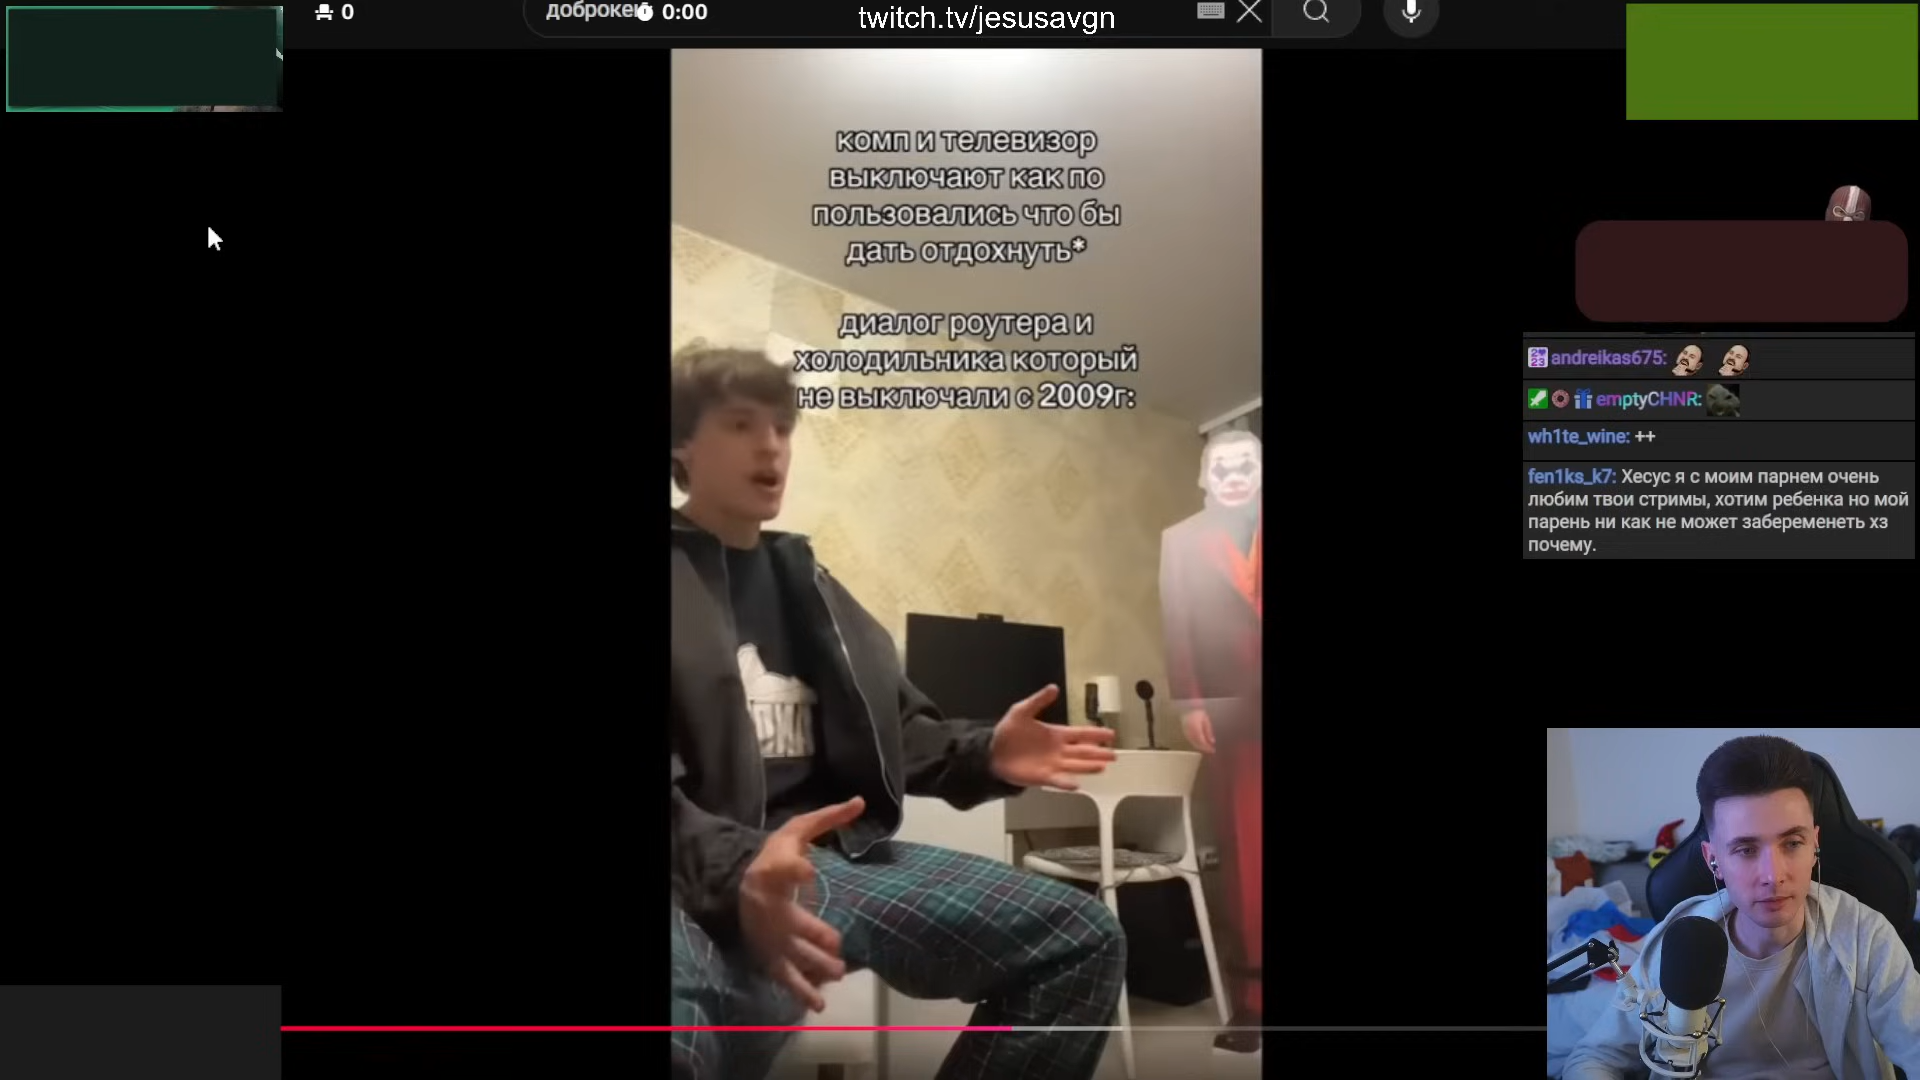 0
доброкем
0:00
twitch.tv/jesusavgn
комп и телевизор
выключают как по
пользовались что бы
дать отдохнуть*
диалог роутера и
холодильника который
не выключали с 2009г:
andreikas675:
emptyCHNR:
wh1te_wine: ++
fen1ks_k7: Хесус я с моим парнем очень
любим твои стримы, хотим ребенка но мой
парень ни как не может забеременеть хз
почему.